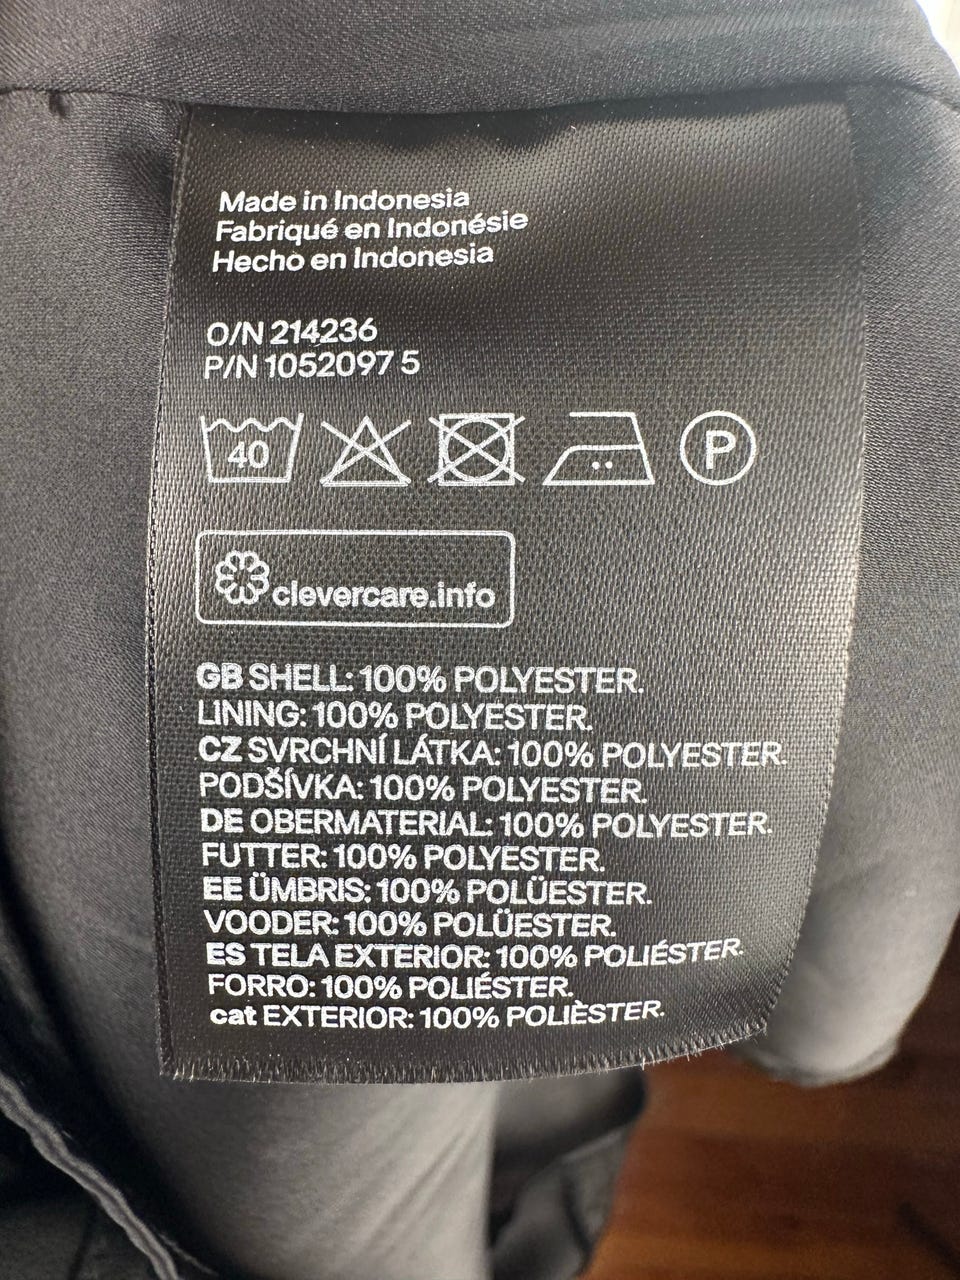 Made in Indonesia
Fabriqué en Indonésie
Hecho en Indonesia
O/N 214236
P/N 1052097 5
40 P
clevercare.info
GB SHELL: 100% POLYESTER.
LINING: 100% POLYESTER.
CZ SVRCHNÍ LÁTKA: 100% POLYESTER.
PODŠÍVKA: 100% POLYESTER.
DE OBERMATERIAL: 100% POLYESTER.
FUTTER: 100% POLYESTER.
EE ÜMBRIS: 100% POLÜESTER.
VOODER: 100% POLÜESTER.
ES TELA EXTERIOR: 100% POLIÉSTER.
FORRO: 100% POLIÉSTER.
cat EXTERIOR: 100% POLIÈSTER.